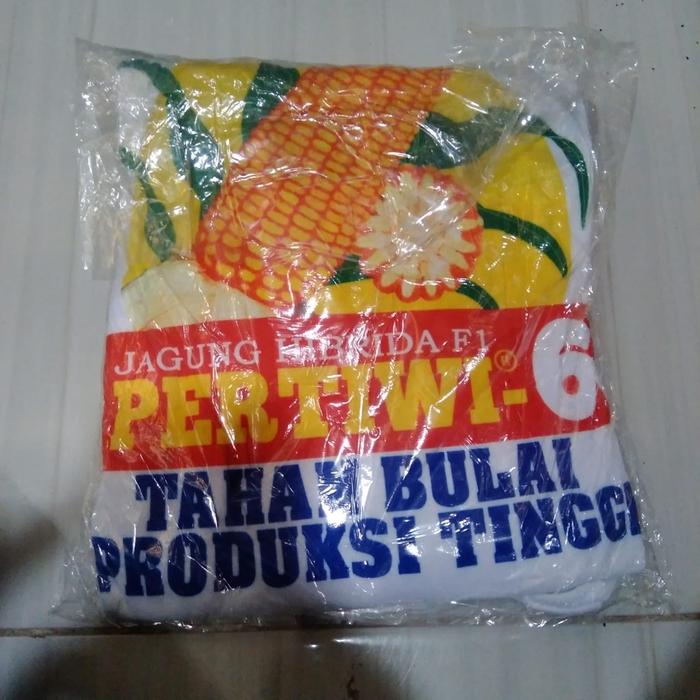 JAGUNG HIBRIDA F1
PERTIWI®-6
TAHAN BULAI
PRODUKSI TINGGI